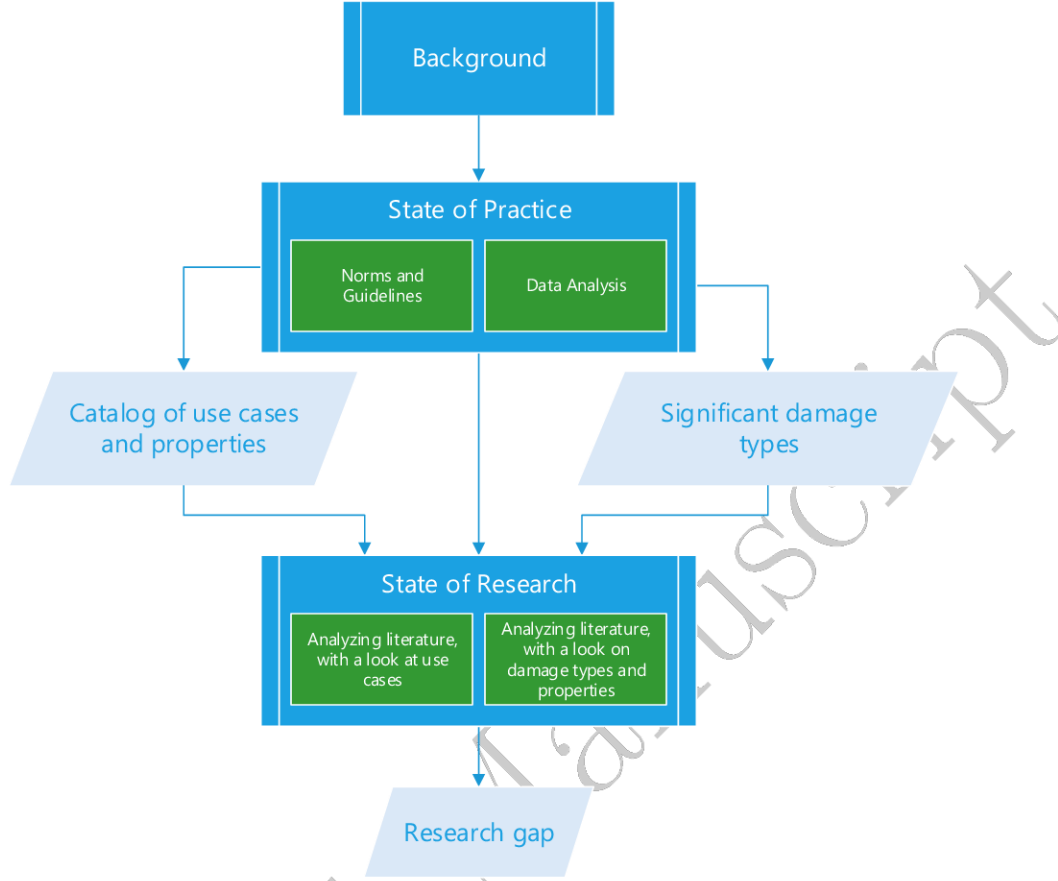 Background
State of Practice
Norms and
Guidelines
Data Analysis
Catalog of use cases
and properties
Significant damage
types
State of Research
Analyzing literature,
with a look at use
cases
Analyzing literature,
with a look on
damage types and
properties
Research gap
Manuscript